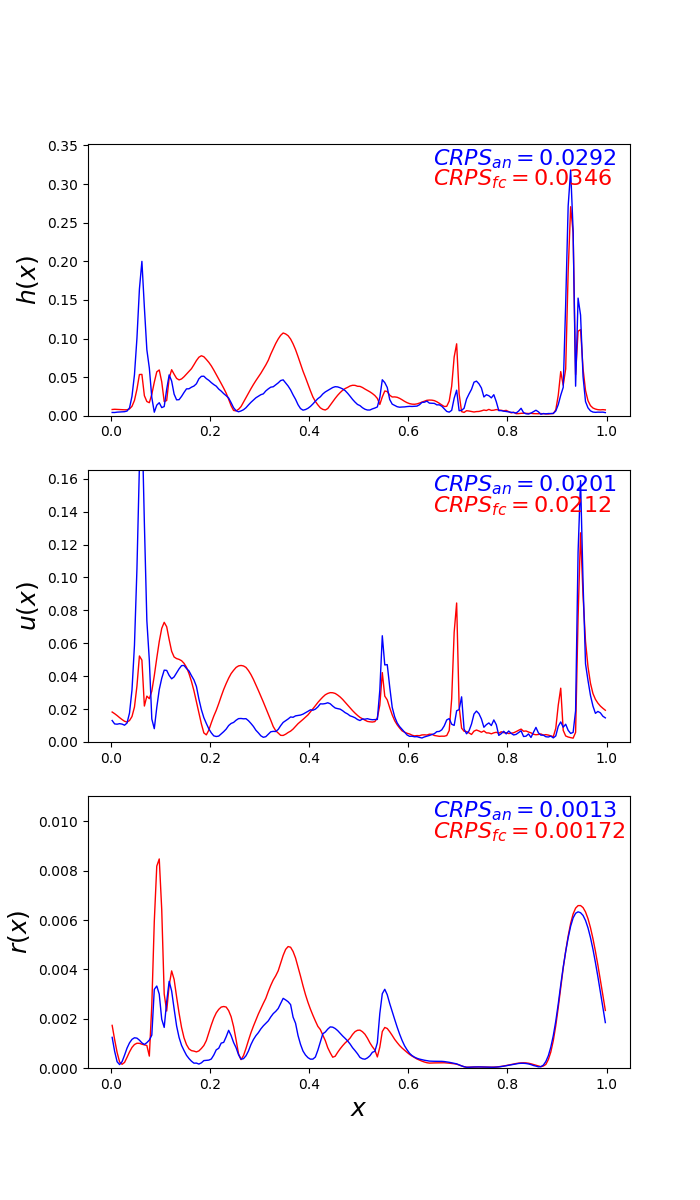 0.35
0.30
0.25
0.20
0.15
0.10
0.05
0.00
h(x)
CRPS_an = 0.0292
CRPS_fc = 0.0346
0.0 0.2 0.4 0.6 0.8 1.0
0.16
0.14
0.12
0.10
0.08
0.06
0.04
0.02
0.00
u(x)
CRPS_an = 0.0201
CRPS_fc = 0.0212
0.0 0.2 0.4 0.6 0.8 1.0
0.010
0.008
0.006
0.004
0.002
0.000
r(x)
CRPS_an = 0.0013
CRPS_fc = 0.00172
0.0 0.2 0.4 0.6 0.8 1.0
x